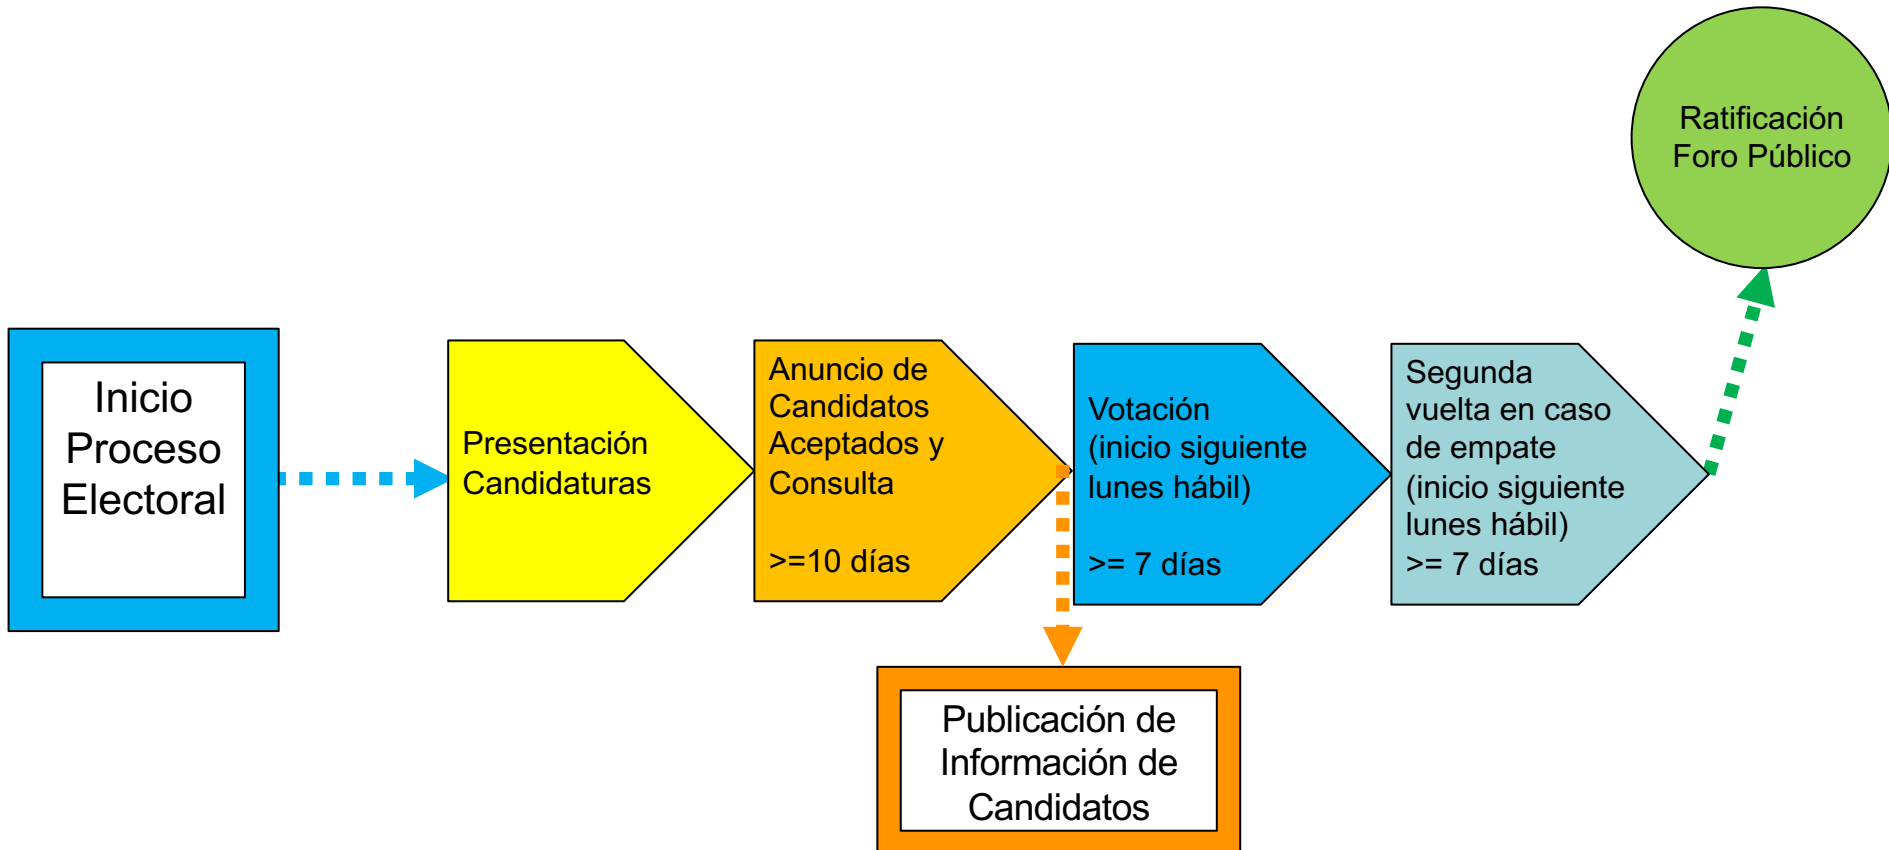 Inicio
Proceso
Electoral
Presentación
Candidaturas
Anuncio de
Candidatos
Aceptados y
Consulta
>=10 días
Votación
(inicio siguiente
lunes hábil)
>= 7 días
Segunda
vuelta en caso
de empate
(inicio siguiente
lunes hábil)
>= 7 días
Ratificación
Foro Público
Publicación de
Información de
Candidatos